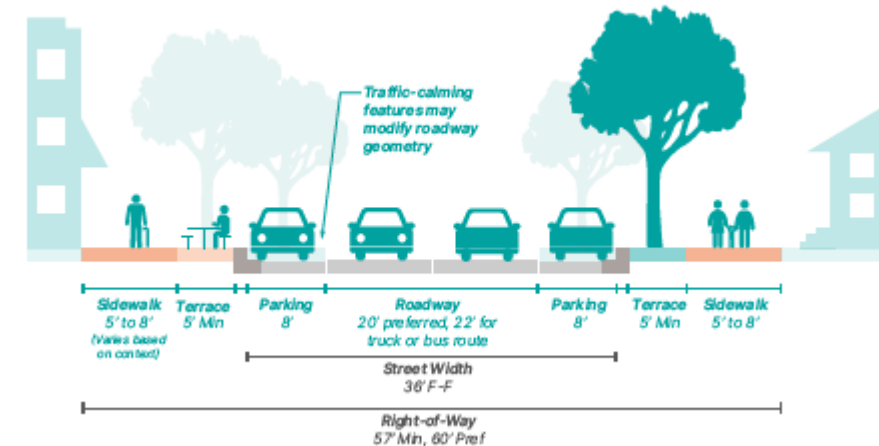 Traffic-calming
features may
modify roadway
geometry
Sidewalk
5' to 8'
(Varies based
on context)
Terrace
5' Min
Parking
8'
Roadway
20' preferred, 22' for
truck or bus route
Parking
8'
Terrace
5' Min
Sidewalk
5' to 8'
Street Width
36' F-F
Right-of-Way
57' Min, 60' Pref